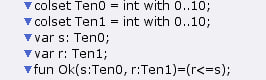 colset Ten0 = int with 0..10;
colset Ten1 = int with 0..10;
var s: Ten0;
var r: Ten1;
fun Ok(s:Ten0, r:Ten1)=(r<=s);